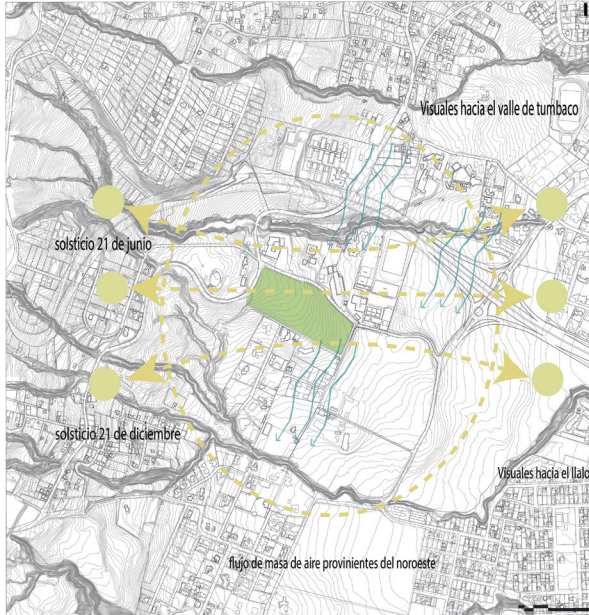 Visuales hacia el valle de tumbaco
solsticio 21 de junio
solsticio 21 de diciembre
Visuales hacia el Ilalo
flujo de masa de aire provinientes del noroeste